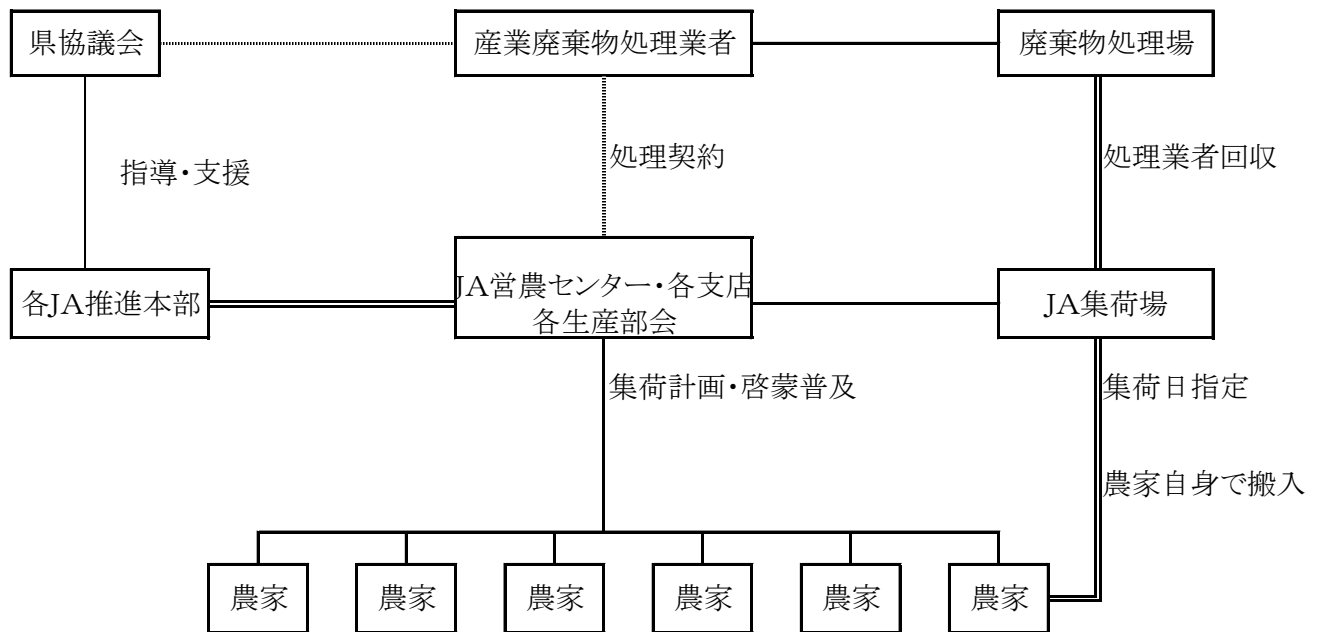 県協議会
産業廃棄物処理業者
廃棄物処理場
指導・支援
処理契約
処理業者回収
各JA推進本部
JA営農センター・各支店
各生産部会
JA集荷場
集荷計画・啓蒙普及
集荷日指定
農家自身で搬入
農家
農家
農家
農家
農家
農家